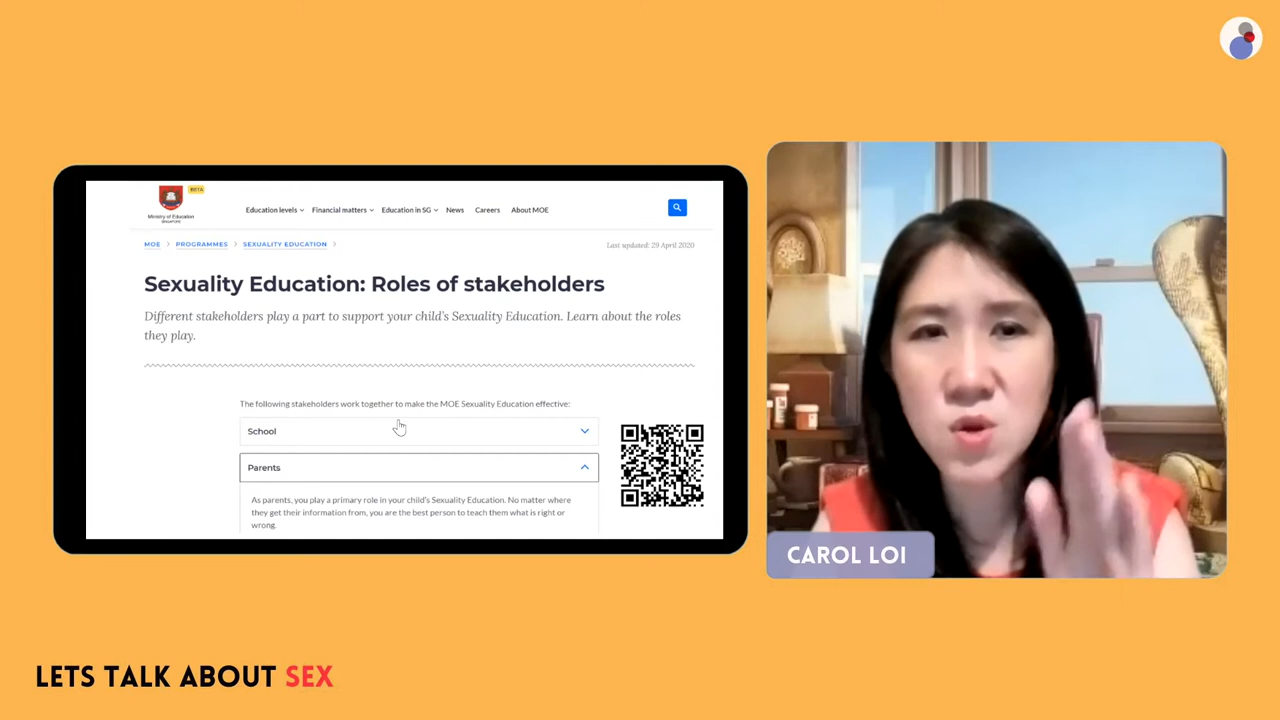 BETA
Ministry of Education
SINGAPORE
Education levels
Financial matters
Education in SG
News
Careers
About MOE
MOE
PROGRAMMES
SEXUALITY EDUCATION
Last updated: 29 April 2020
Sexuality Education: Roles of stakeholders
Different stakeholders play a part to support your child's Sexuality Education. Learn about the roles
they play.
The following stakeholders work together to make the MOE Sexuality Education effective:
School
Parents
As parents, you play a primary role in your child's Sexuality Education. No matter where
they get their information from, you are the best person to teach them what is right or
wrong.
CAROL LOI
LETS TALK ABOUT SEX